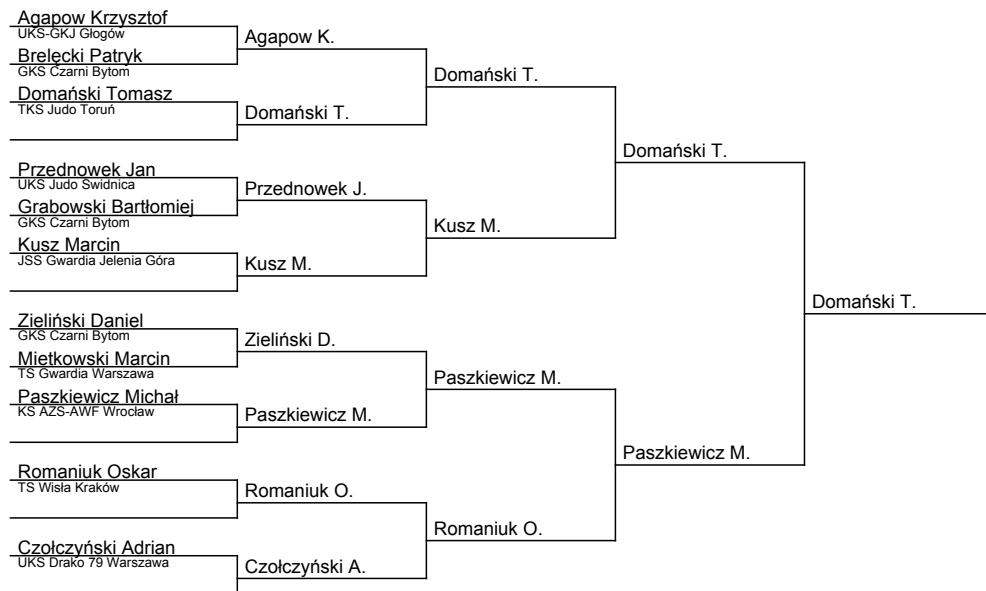 Agapow Krzysztof
UKS-GKJ Głogów
Agapow K.
Brelęcki Patryk
GKS Czarni Bytom
Domański T.
Domański Tomasz
TKS Judo Toruń
Domański T.
Domański T.
Przednowek Jan
UKS Judo Świdnica
Przednowek J.
Grabowski Bartłomiej
GKS Czarni Bytom
Kusz M.
Kusz Marcin
JSS Gwardia Jelenia Góra
Kusz M.
Domański T.
Zieliński Daniel
GKS Czarni Bytom
Zieliński D.
Mietkowski Marcin
TS Gwardia Warszawa
Paszkiewicz M.
Paszkiewicz Michał
KS AZS-AWF Wrocław
Paszkiewicz M.
Paszkiewicz M.
Romaniuk Oskar
TS Wisła Kraków
Romaniuk O.
Romaniuk O.
Czołczyński Adrian
UKS Drako 79 Warszawa
Czołczyński A.